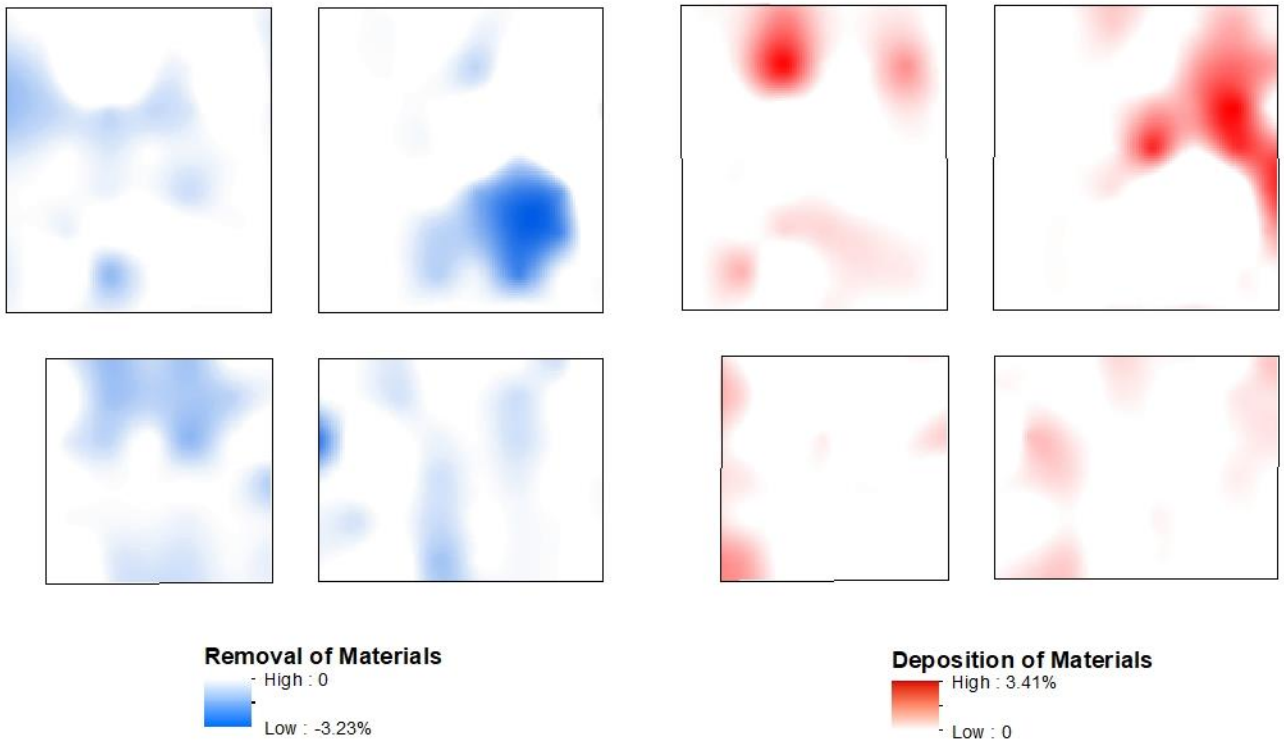 Removal of Materials
High : 0
Low : -3.23%
Deposition of Materials
High : 3.41%
Low : 0